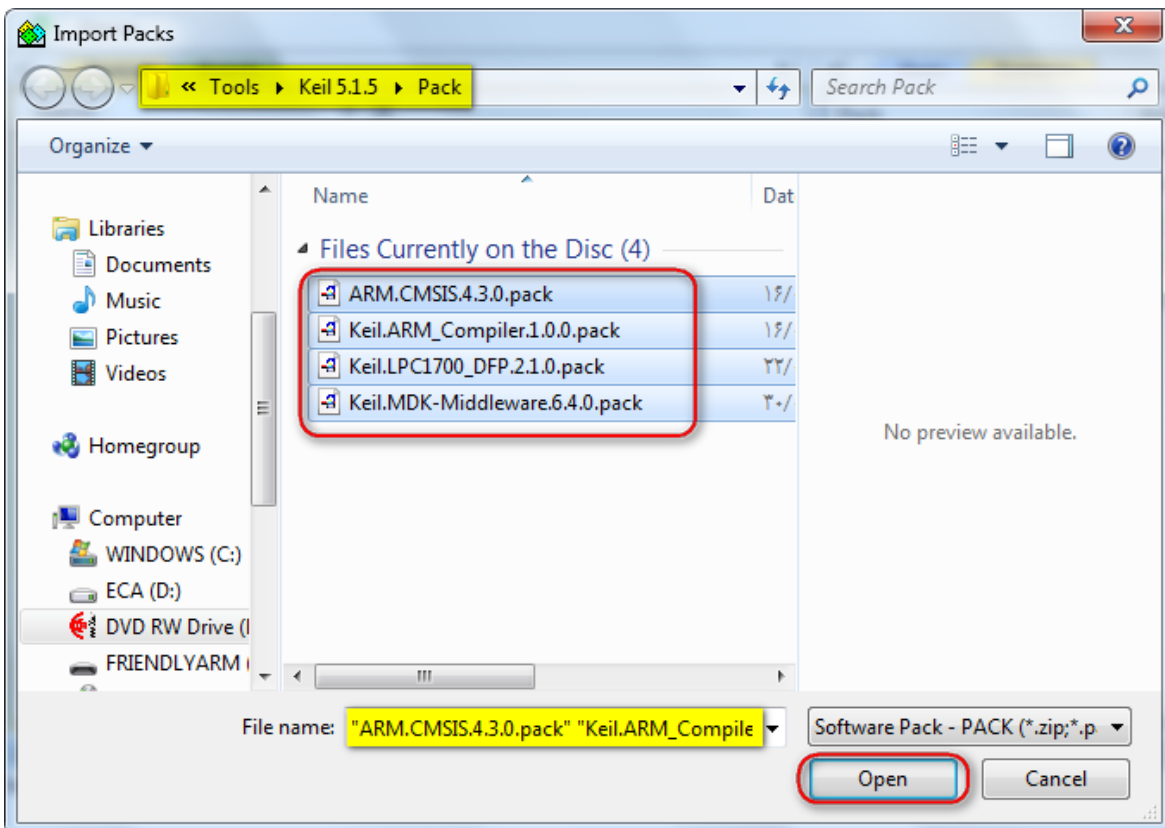 Import Packs
« Tools ▸ Keil 5.1.5 ▸ Pack
Search Pack
Organize
Name Dat
Files Currently on the Disc (4)
ARM.CMSIS.4.3.0.pack ۱۶/
Keil.ARM_Compiler.1.0.0.pack ۱۶/
Keil.LPC1700_DFP.2.1.0.pack ۲۲/
Keil.MDK-Middleware.6.4.0.pack ۳۰/
Libraries
Documents
Music
Pictures
Videos
Homegroup
Computer
WINDOWS (C:)
ECA (D:)
DVD RW Drive (
FRIENDLYARM (
No preview available.
File name: "ARM.CMSIS.4.3.0.pack" "Keil.ARM_Compile
Software Pack - PACK (*.zip;*.p
Open Cancel